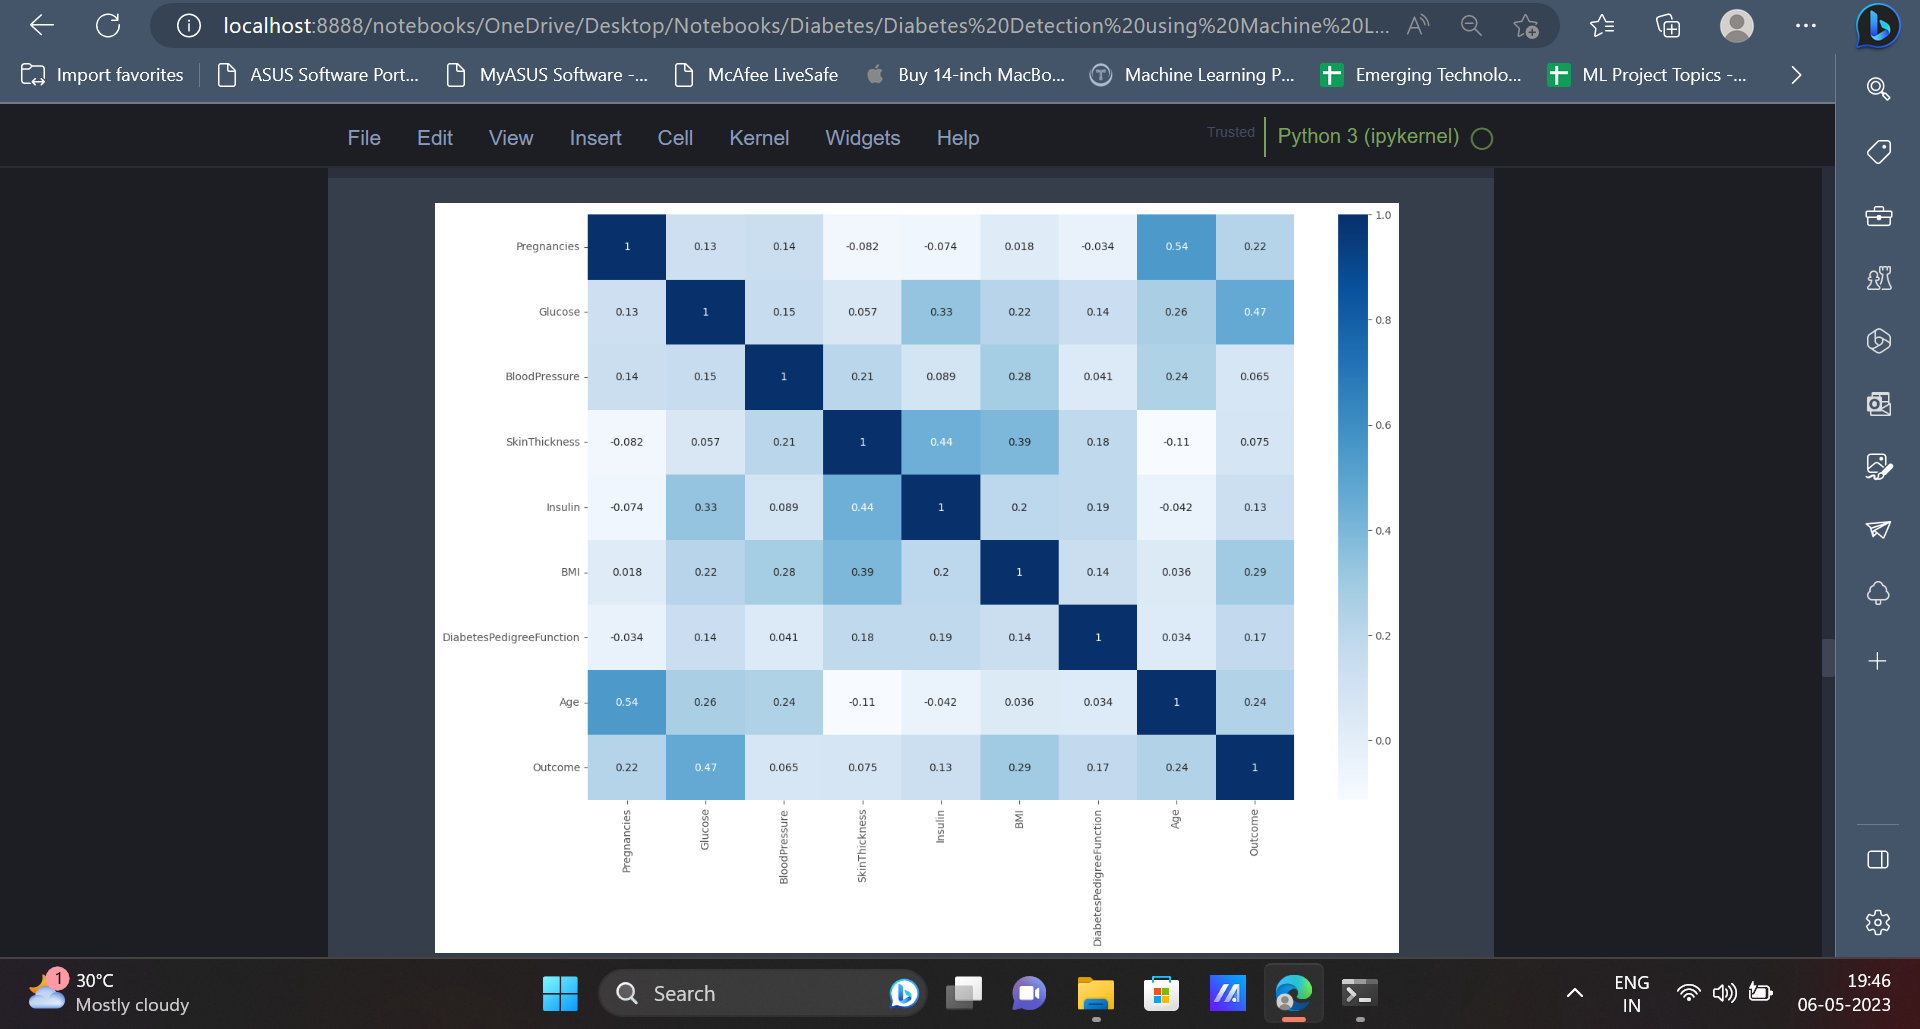 localhost:8888/notebooks/OneDrive/Desktop/Notebooks/Diabetes/Diabetes%20Detection%20using%20Machine%20L...
Import favorites ASUS Software Port... MyASUS Software -... McAfee LiveSafe Buy 14-inch MacBo... Machine Learning P... Emerging Technolo... ML Project Topics -...
File Edit View Insert Cell Kernel Widgets Help Trusted Python 3 (ipykernel)
Pregnancies 1 0.13 0.14 -0.082 -0.074 0.018 -0.034 0.54 0.22
Glucose 0.13 1 0.15 0.057 0.33 0.22 0.14 0.26 0.47
BloodPressure 0.14 0.15 1 0.21 0.089 0.28 0.041 0.24 0.065
SkinThickness -0.082 0.057 0.21 1 0.44 0.39 0.18 -0.11 0.075
Insulin -0.074 0.33 0.089 0.44 1 0.2 0.19 -0.042 0.13
BMI 0.018 0.22 0.28 0.39 0.2 1 0.14 0.036 0.29
DiabetesPedigreeFunction -0.034 0.14 0.041 0.18 0.19 0.14 1 0.034 0.17
Age 0.54 0.26 0.24 -0.11 -0.042 0.036 0.034 1 0.24
Outcome 0.22 0.47 0.065 0.075 0.13 0.29 0.17 0.24 1
Pregnancies
Glucose
BloodPressure
SkinThickness
Insulin
BMI
DiabetesPedigreeFunction
Age
Outcome
1.0
0.8
0.6
0.4
0.2
0.0
1
30°C
Mostly cloudy
Search
ENG
IN
19:46
06-05-2023